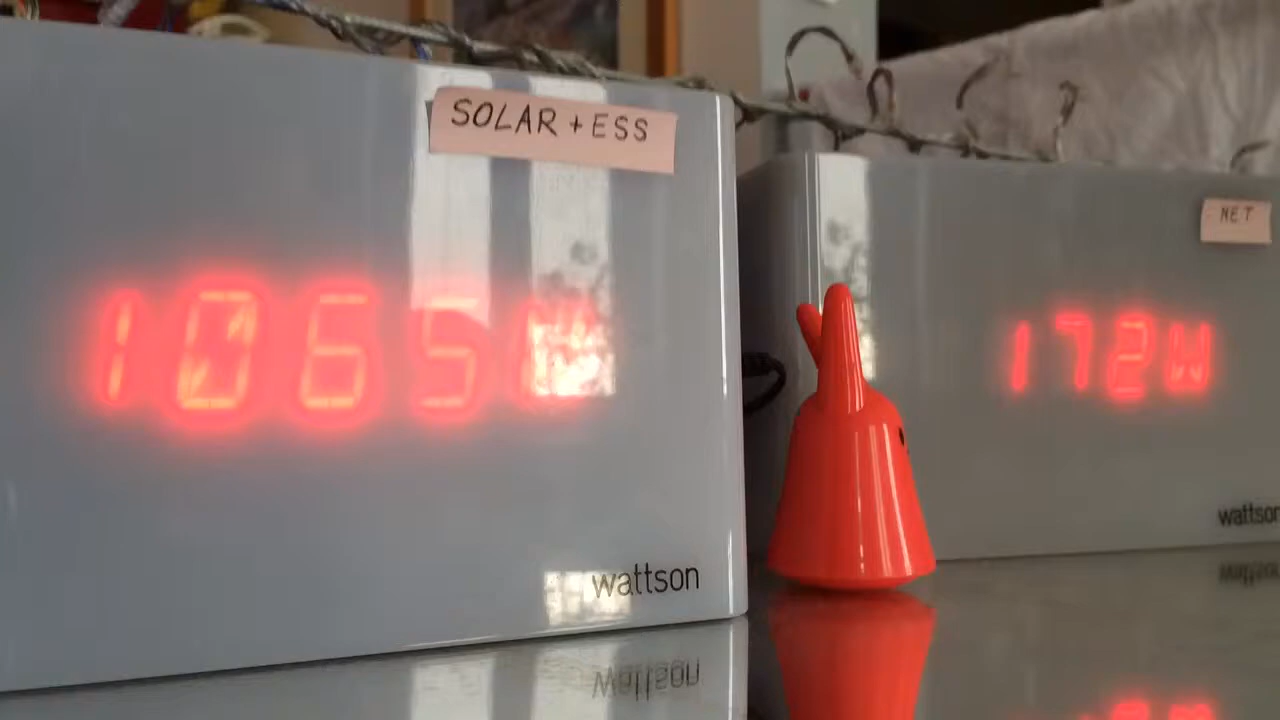 SOLAR + ESS
1065W
wattson
NET
172W
wattson